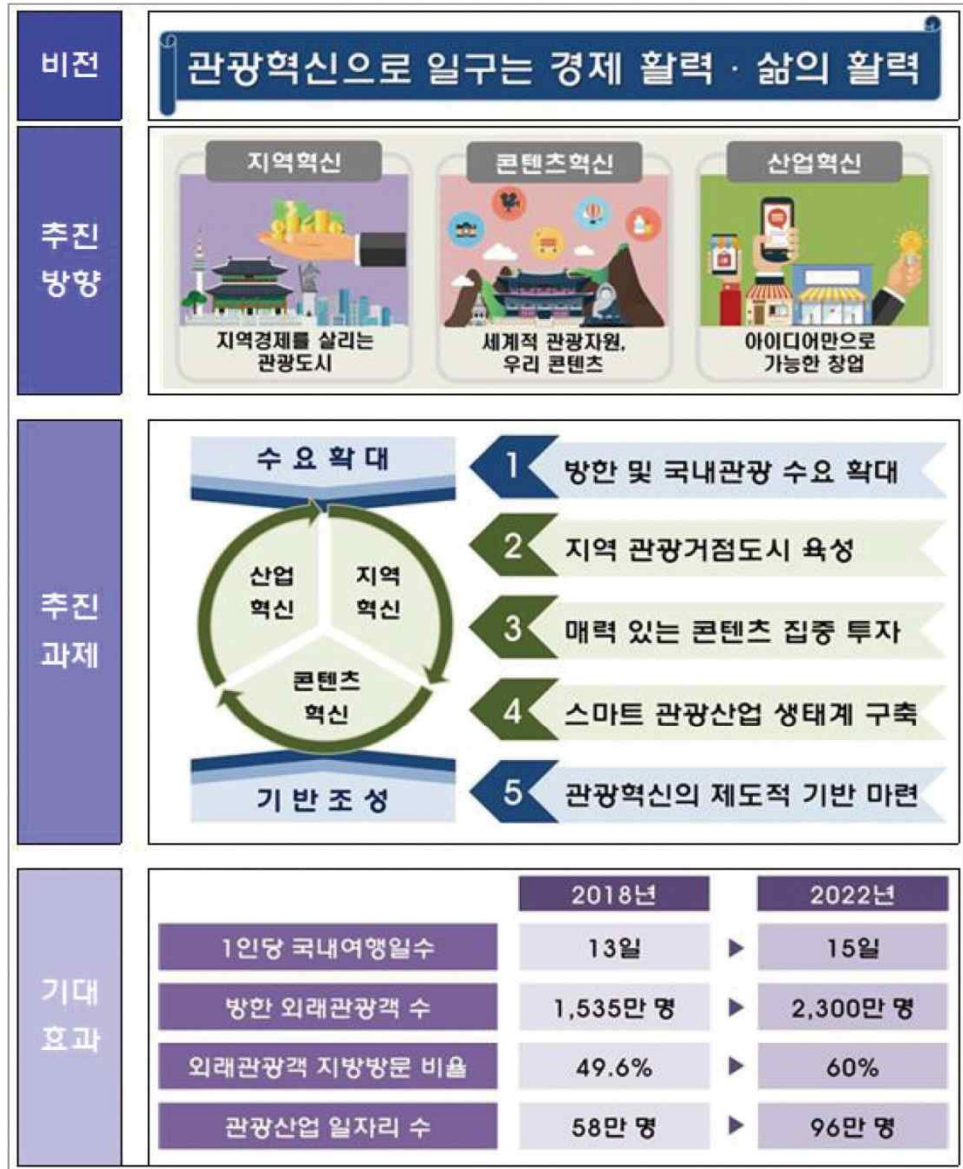 비전
관광혁신으로 일구는 경제 활력 · 삶의 활력
추진
방향
지역혁신
지역경제를 살리는
관광도시
콘텐츠혁신
세계적 관광자원,
우리 콘텐츠
산업혁신
아이디어만으로
가능한 창업
추진
과제
수요확대
산업
혁신
지역
혁신
콘텐츠
혁신
기반조성
1 방한 및 국내관광 수요 확대
2 지역 관광거점도시 육성
3 매력 있는 콘텐츠 집중 투자
4 스마트 관광산업 생태계 구축
5 관광혁신의 제도적 기반 마련
기대
효과
2018년 2022년
1인당 국내여행일수 13일 ▶ 15일
방한 외래관광객 수 1,535만 명 ▶ 2,300만 명
외래관광객 지방방문 비율 49.6% ▶ 60%
관광산업 일자리 수 58만 명 ▶ 96만 명